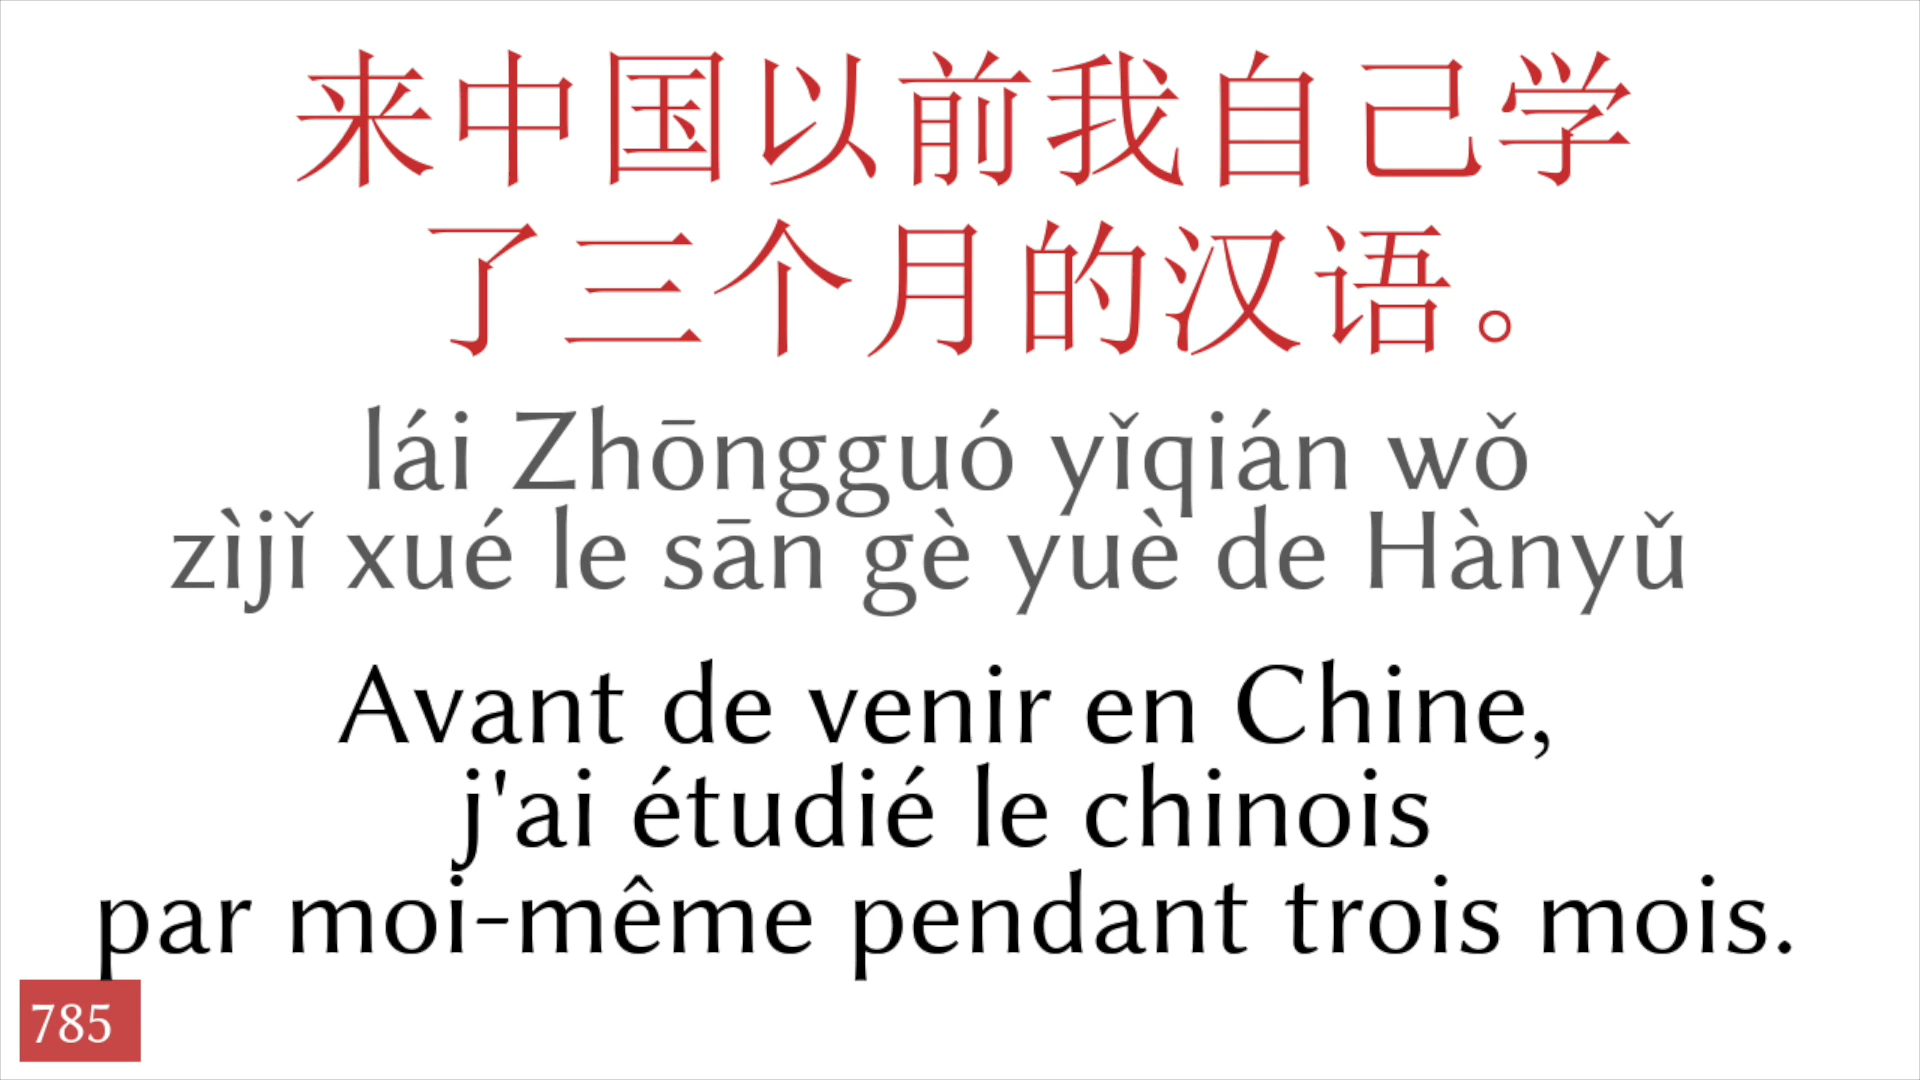 来中国以前我自己学
了三个月的汉语。
lái Zhōngguó yǐqián wǒ
zìjǐ xué le sān gè yuè de Hànyǔ
Avant de venir en Chine,
j'ai étudié le chinois
par moi-même pendant trois mois.
785